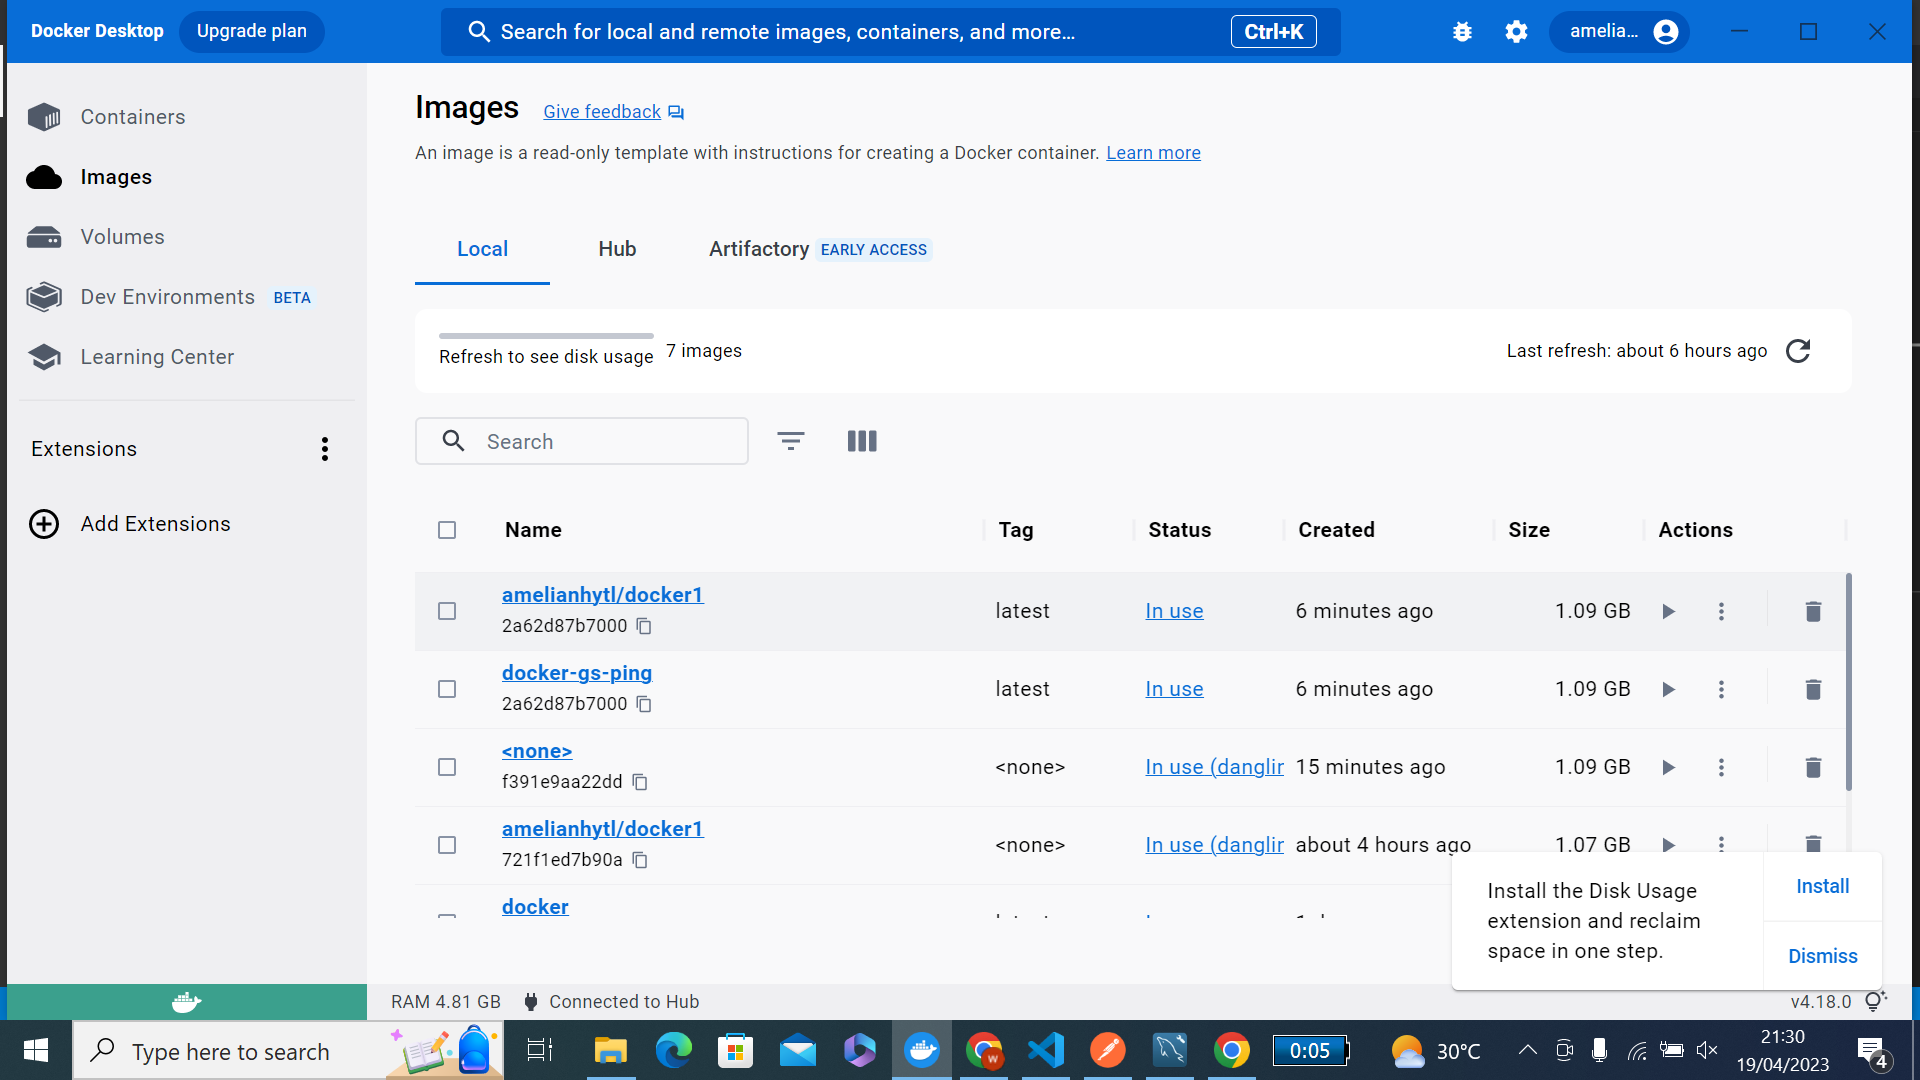 Docker Desktop Upgrade plan Search for local and remote images, containers, and more... Ctrl+K amelia...
Containers
Images
Volumes
Dev Environments BETA
Learning Center
Extensions
Add Extensions
Images Give feedback
An image is a read-only template with instructions for creating a Docker container. Learn more
Local Hub Artifactory EARLY ACCESS
Refresh to see disk usage 7 images Last refresh: about 6 hours ago
Search
Name Tag Status Created Size Actions
amelianhytl/docker1
2a62d87b7000
latest In use 6 minutes ago 1.09 GB
docker-gs-ping
2a62d87b7000
latest In use 6 minutes ago 1.09 GB
<none>
f391e9aa22dd
<none> In use (danglir 15 minutes ago 1.09 GB
amelianhytl/docker1
721f1ed7b90a
<none> In use (danglir about 4 hours ago 1.07 GB
docker
Install the Disk Usage
extension and reclaim
space in one step.
Install
Dismiss
RAM 4.81 GB Connected to Hub v4.18.0
Type here to search 0:05 30°C 21:30
19/04/2023
4